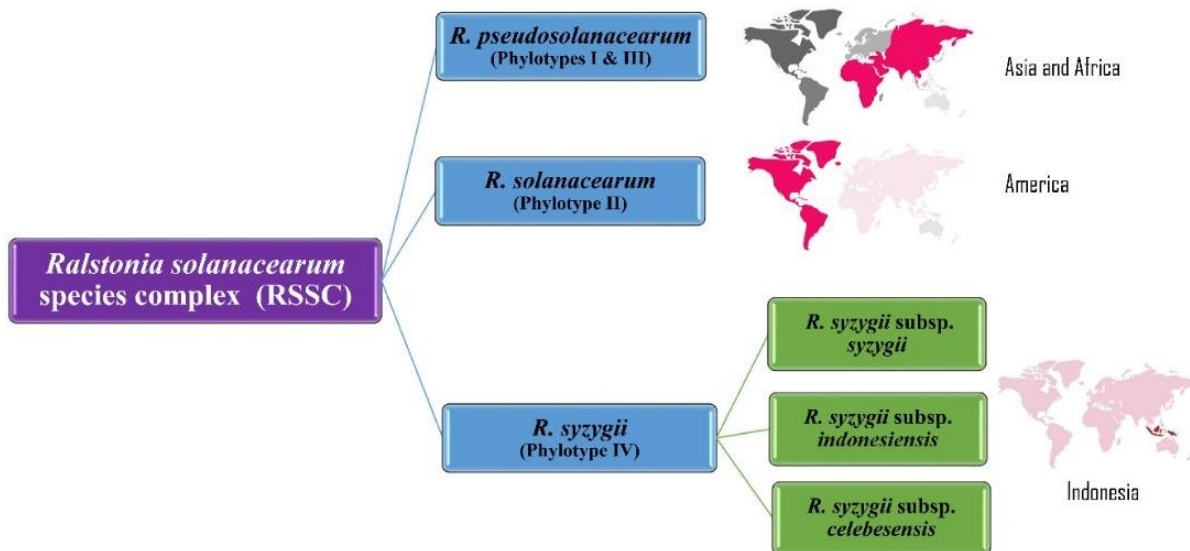 R. pseudosolanacearum
(Phylotypes I & III)
Asia and Africa
R. solanacearum
(Phylotype II)
America
Ralstonia solanacearum
species complex (RSSC)
R. syzygii
(Phylotype IV)
R. syzygii subsp.
syzygii
R. syzygii subsp.
indonesiensis
R. syzygii subsp.
celebesensis
Indonesia